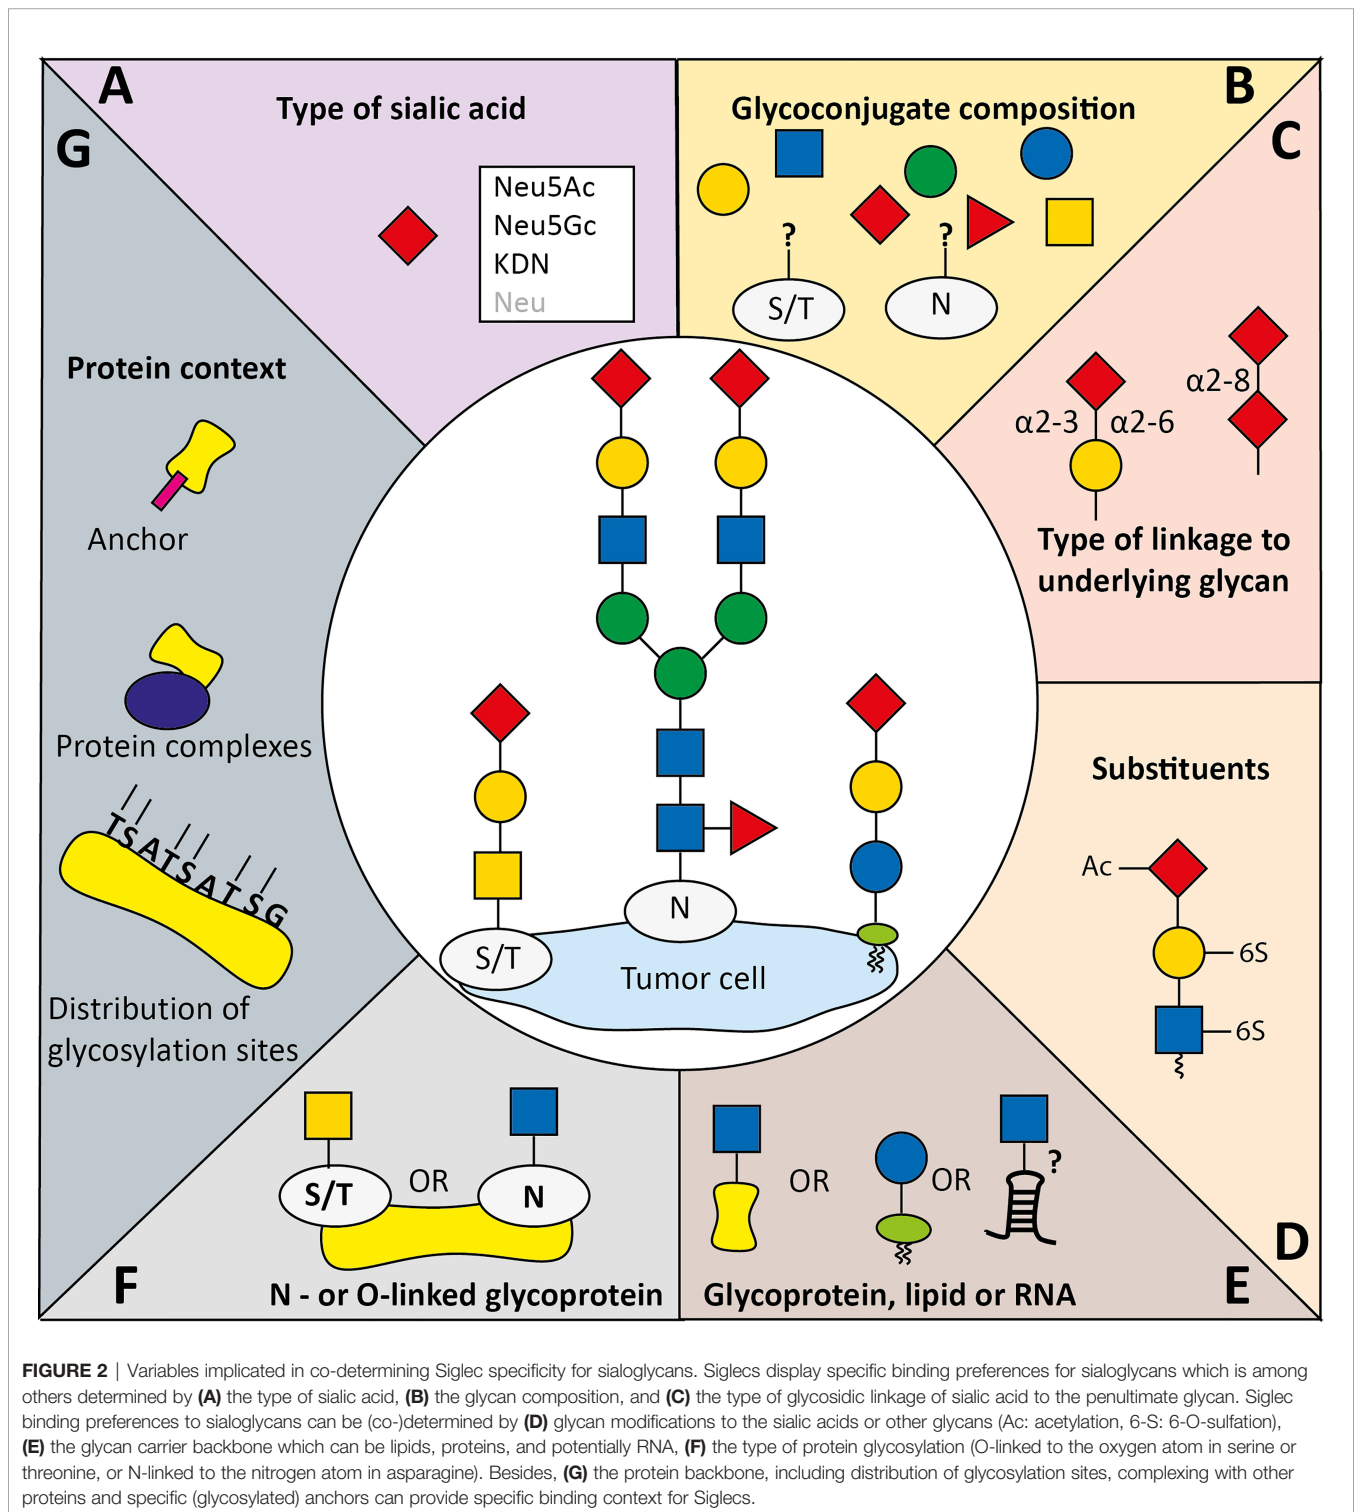 A
Type of sialic acid
Neu5Ac
Neu5Gc
KDN
Neu
B
Glycoconjugate composition
?
?
S/T
N
C
α2-8
α2-3
α2-6
Type of linkage to
underlying glycan
G
Protein context
Anchor
Protein complexes
TSATSATSG
Distribution of
glycosylation sites
N
S/T
Tumor cell
Substituents
Ac
6S
6S
D
S/T
OR
N
F
N - or O-linked glycoprotein
OR
OR
?
Glycoprotein, lipid or RNA
E
FIGURE 2 | Variables implicated in co-determining Siglec specificity for sialoglycans. Siglecs display specific binding preferences for sialoglycans which is among
others determined by (A) the type of sialic acid, (B) the glycan composition, and (C) the type of glycosidic linkage of sialic acid to the penultimate glycan. Siglec
binding preferences to sialoglycans can be (co-)determined by (D) glycan modifications to the sialic acids or other glycans (Ac: acetylation, 6-S: 6-O-sulfation),
(E) the glycan carrier backbone which can be lipids, proteins, and potentially RNA, (F) the type of protein glycosylation (O-linked to the oxygen atom in serine or
threonine, or N-linked to the nitrogen atom in asparagine). Besides, (G) the protein backbone, including distribution of glycosylation sites, complexing with other
proteins and specific (glycosylated) anchors can provide specific binding context for Siglecs.